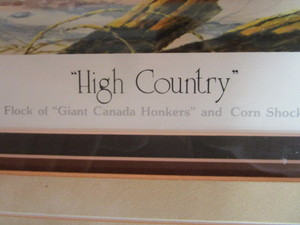 "High Country"
Flock of "Giant Canada Honkers" and Corn Shock